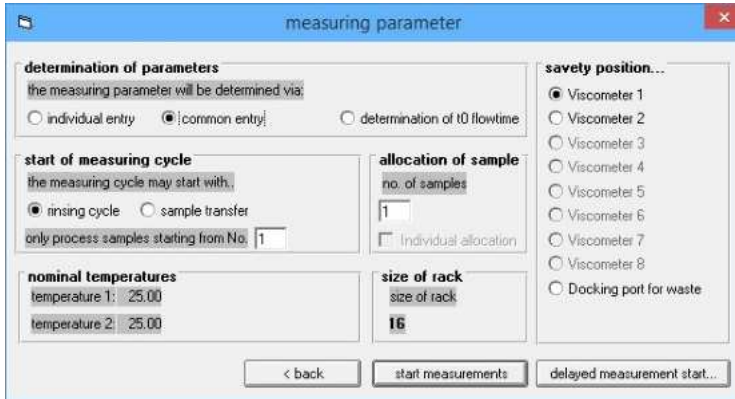 measuring parameter
determination of parameters
the measuring parameter will be determined via:
individual entry
common entry
determination of t0 flowtime
start of measuring cycle
the measuring cycle may start with..
rinsing cycle
sample transfer
only process samples starting from No. 1
allocation of sample
no. of samples
1
Individual allocation
nominal temperatures
temperature 1: 25.00
temperature 2: 25.00
size of rack
size of rack
16
savety position...
Viscometer 1
Viscometer 2
Viscometer 3
Viscometer 4
Viscometer 5
Viscometer 6
Viscometer 7
Viscometer 8
Docking port for waste
< back
start measurements
delayed measurement start...